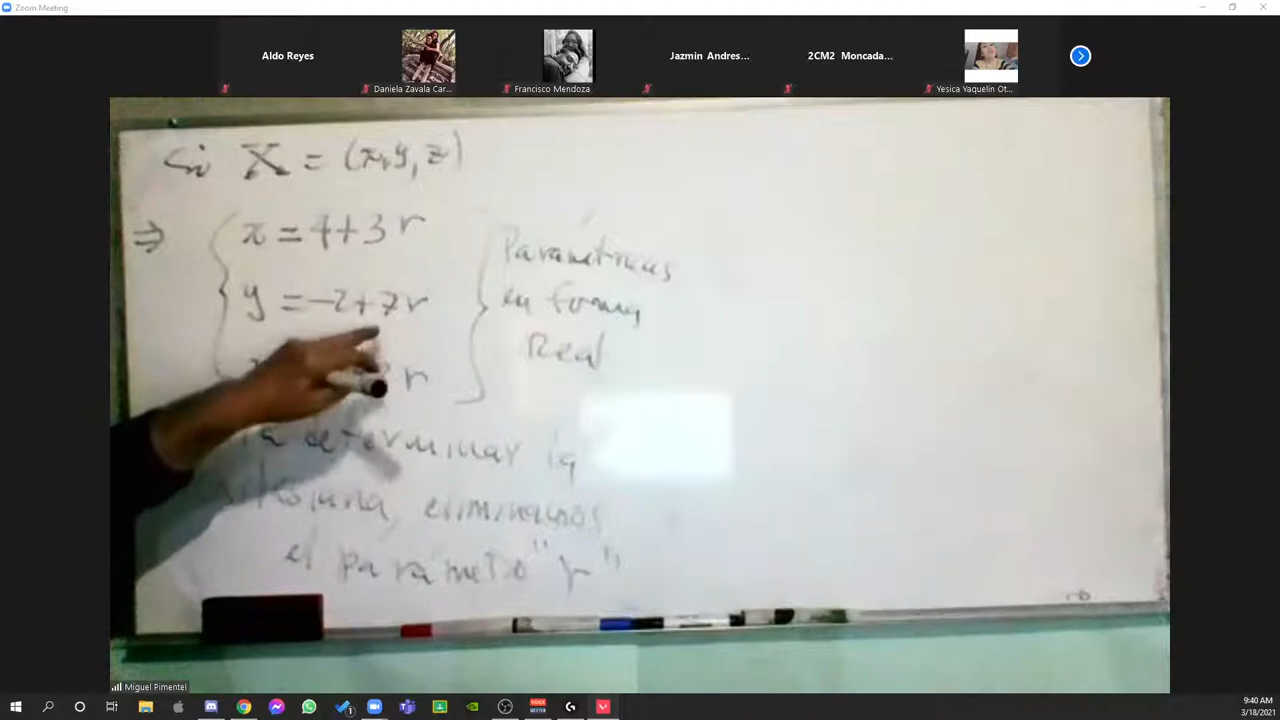 Zoom Meeting
Aldo Reyes
Daniela Zavala Car...
Francisco Mendoza
Jazmin Andres...
2CM2 Moncada...
Yesica Yaquelin Ot...
Si X = (x, y, z)
⇒ x = 4 + 3r
y = -2 + 7r
r
Paramétricas
en forma
Real
determinar la
eliminamos
el parámetro "r"
Miguel Pimentel
9:40 AM
3/18/2021